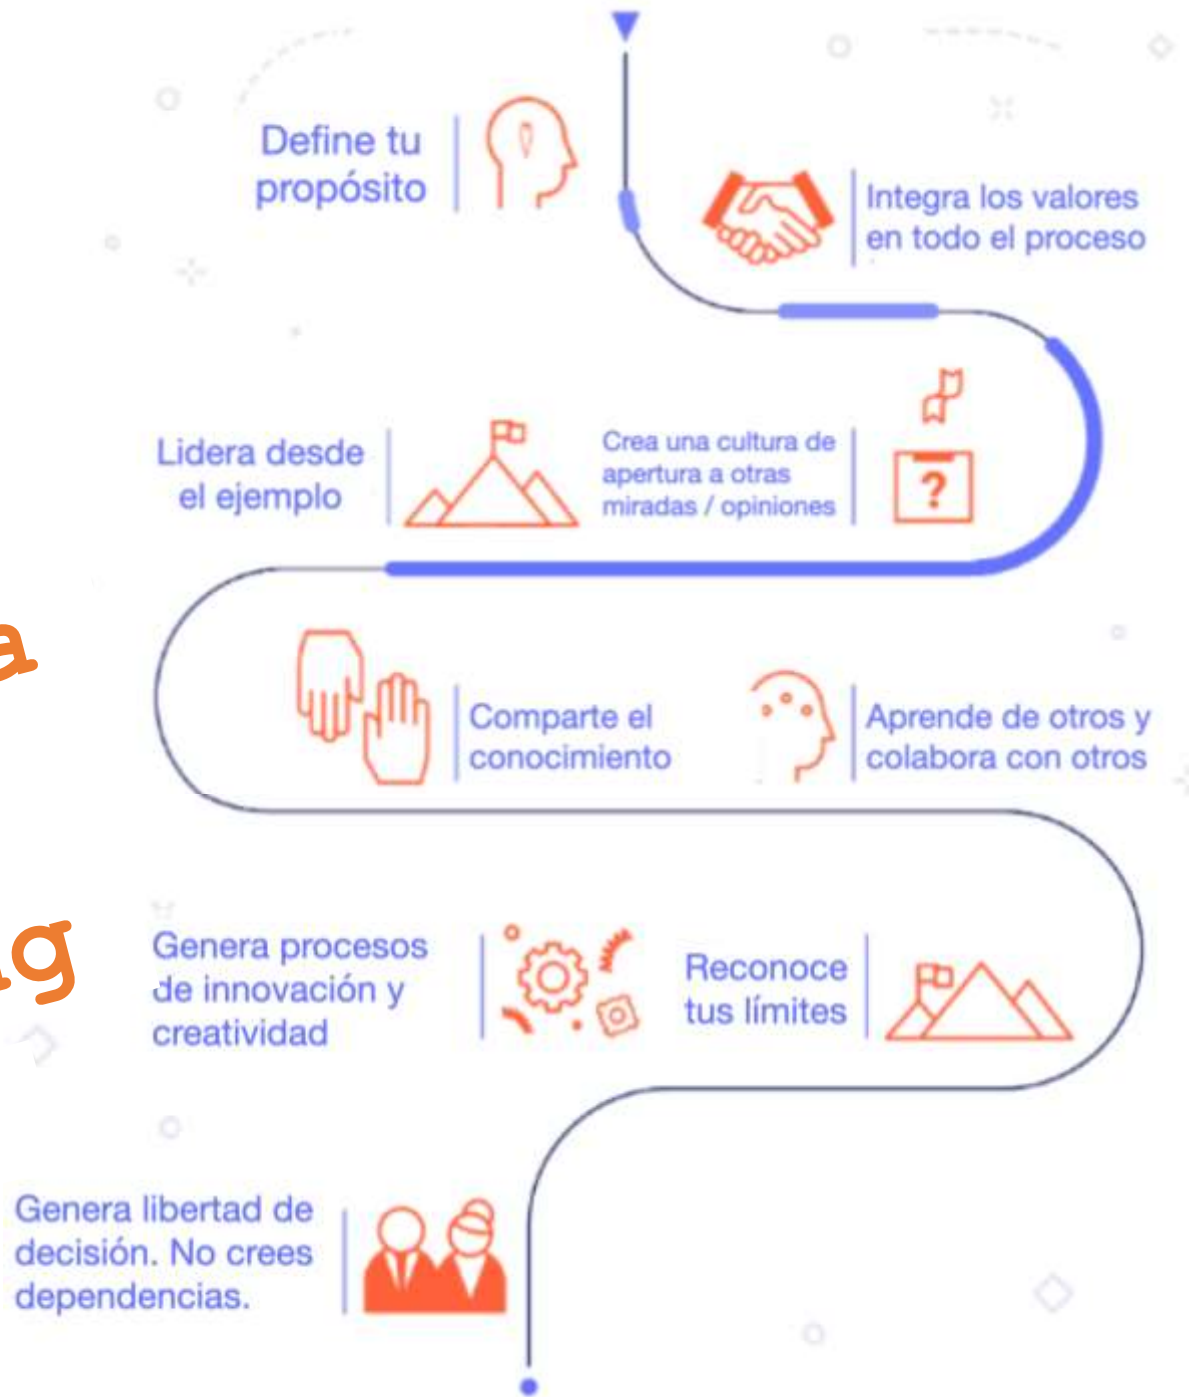 Define tu
propósito
Integra los valores
en todo el proceso
Lidera desde
el ejemplo
Crea una cultura de
apertura a otras
miradas / opiniones
?
Comparte el
conocimiento
Aprende de otros y
colabora con otros
Genera procesos
de innovación y
creatividad
Reconoce
tus límites
Genera libertad de
decisión. No crees
dependencias.